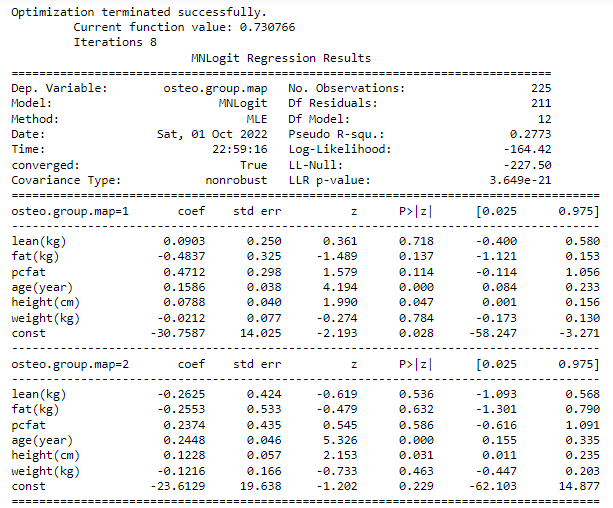 Optimization terminated successfully.
         Current function value: 0.730766
         Iterations 8
                          MNLogit Regression Results
==============================================================================
Dep. Variable:        osteo.group.map   No. Observations:                  225
Model:                        MNLogit   Df Residuals:                      211
Method:                           MLE   Df Model:                           12
Date:                Sat, 01 Oct 2022   Pseudo R-squ.:                  0.2773
Time:                        22:59:16   Log-Likelihood:                -164.42
converged:                       True   LL-Null:                       -227.50
Covariance Type:            nonrobust   LLR p-value:                 3.649e-21
==============================================================================
osteo.group.map=1       coef    std err          z      P>|z|      [0.025      0.975]
------------------------------------------------------------------------------
lean(kg)              0.0903      0.250      0.361      0.718      -0.400       0.580
fat(kg)              -0.4837      0.325     -1.489      0.137      -1.121       0.153
pcfat                 0.4712      0.298      1.579      0.114      -0.114       1.056
age(year)             0.1586      0.038      4.194      0.000       0.084       0.233
height(cm)            0.0788      0.040      1.990      0.047       0.001       0.156
weight(kg)           -0.0212      0.077     -0.274      0.784      -0.173       0.130
const               -30.7587     14.025     -2.193      0.028     -58.247      -3.271
------------------------------------------------------------------------------
osteo.group.map=2       coef    std err          z      P>|z|      [0.025      0.975]
------------------------------------------------------------------------------
lean(kg)             -0.2625      0.424     -0.619      0.536      -1.093       0.568
fat(kg)              -0.2553      0.533     -0.479      0.632      -1.301       0.790
pcfat                 0.2374      0.435      0.545      0.586      -0.616       1.091
age(year)             0.2448      0.046      5.326      0.000       0.155       0.335
height(cm)            0.1228      0.057      2.153      0.031       0.011       0.235
weight(kg)           -0.1216      0.166     -0.733      0.463      -0.447       0.203
const               -23.6129     19.638     -1.202      0.229     -62.103      14.877
==============================================================================